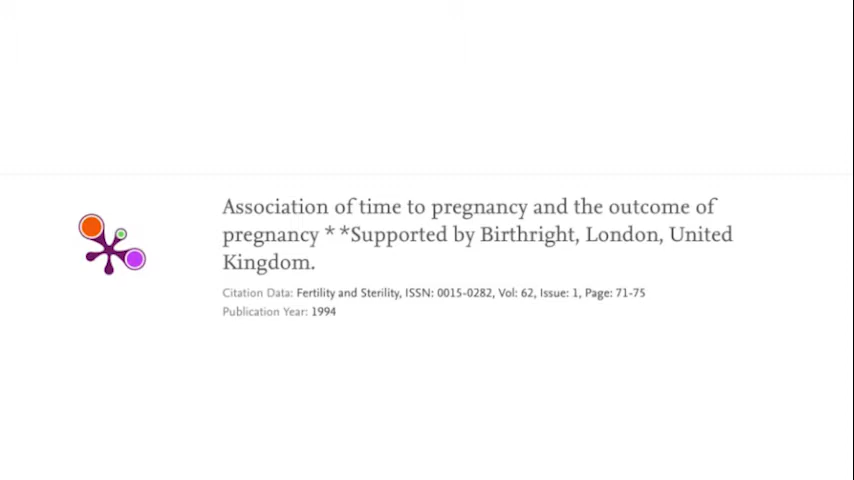 Association of time to pregnancy and the outcome of
pregnancy **Supported by Birthright, London, United
Kingdom.
Citation Data: Fertility and Sterility, ISSN: 0015-0282, Vol: 62, Issue: 1, Page: 71-75
Publication Year: 1994